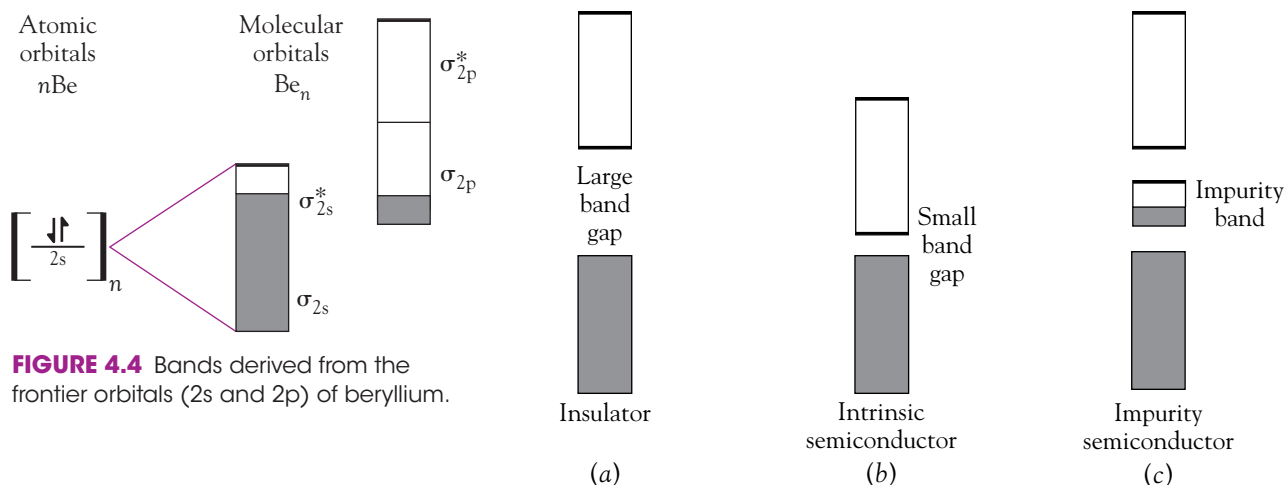 Atomic
orbitals
nBe
Molecular
orbitals
Beₙ
σ*2p
σ2p
σ*2s
σ2s
2s
n
FIGURE 4.4 Bands derived from the
frontier orbitals (2s and 2p) of beryllium.
Large
band
gap
Insulator
(a)
Small
band
gap
Intrinsic
semiconductor
(b)
Impurity
band
Impurity
semiconductor
(c)